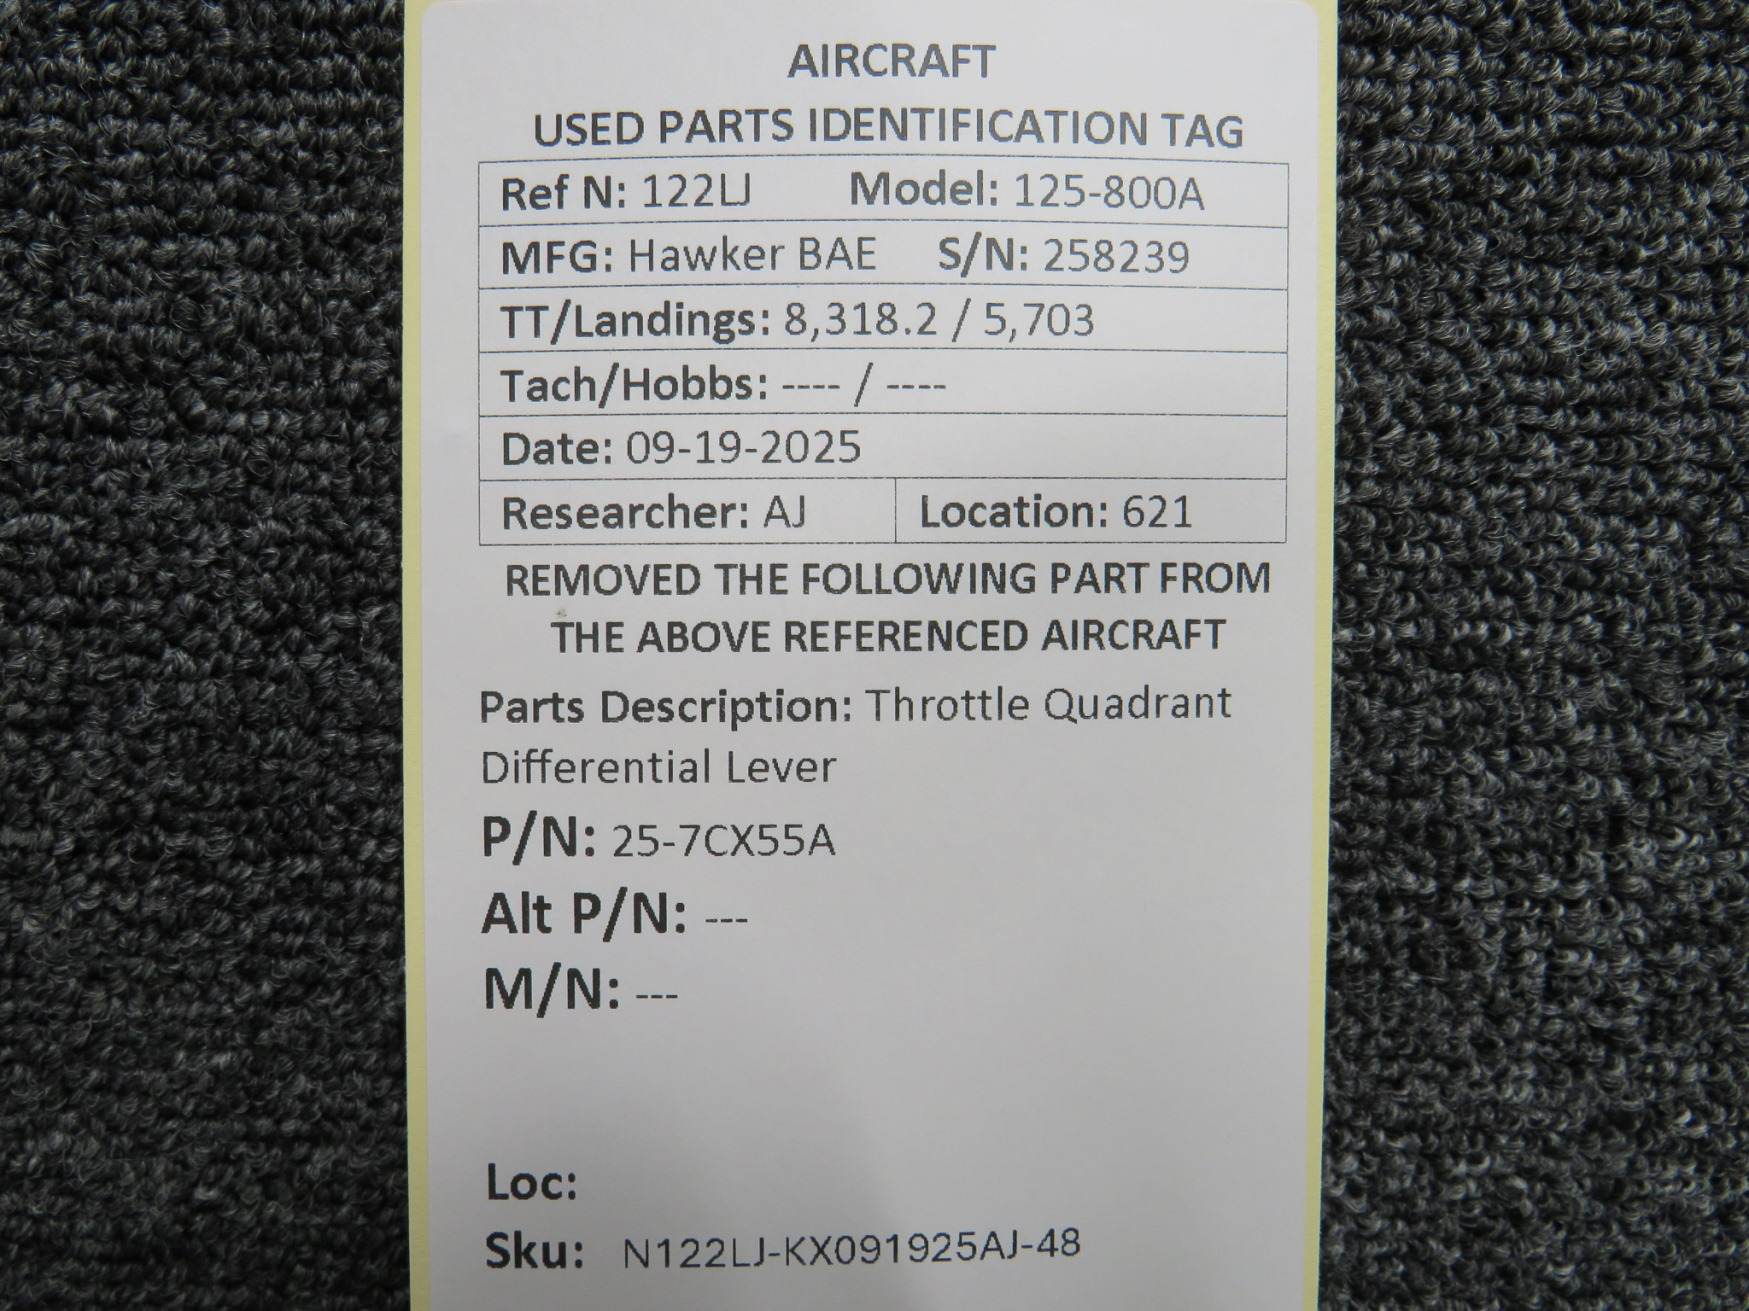 AIRCRAFT
USED PARTS IDENTIFICATION TAG
Ref N: 122LJ Model: 125-800A
MFG: Hawker BAE S/N: 258239
TT/Landings: 8,318.2 / 5,703
Tach/Hobbs: ---- / ----
Date: 09-19-2025
Researcher: AJ Location: 621
REMOVED THE FOLLOWING PART FROM
THE ABOVE REFERENCED AIRCRAFT
Parts Description: Throttle Quadrant
Differential Lever
P/N: 25-7CX55A
Alt P/N: ---
M/N: ---
Loc:
Sku: N122LJ-KX091925AJ-48